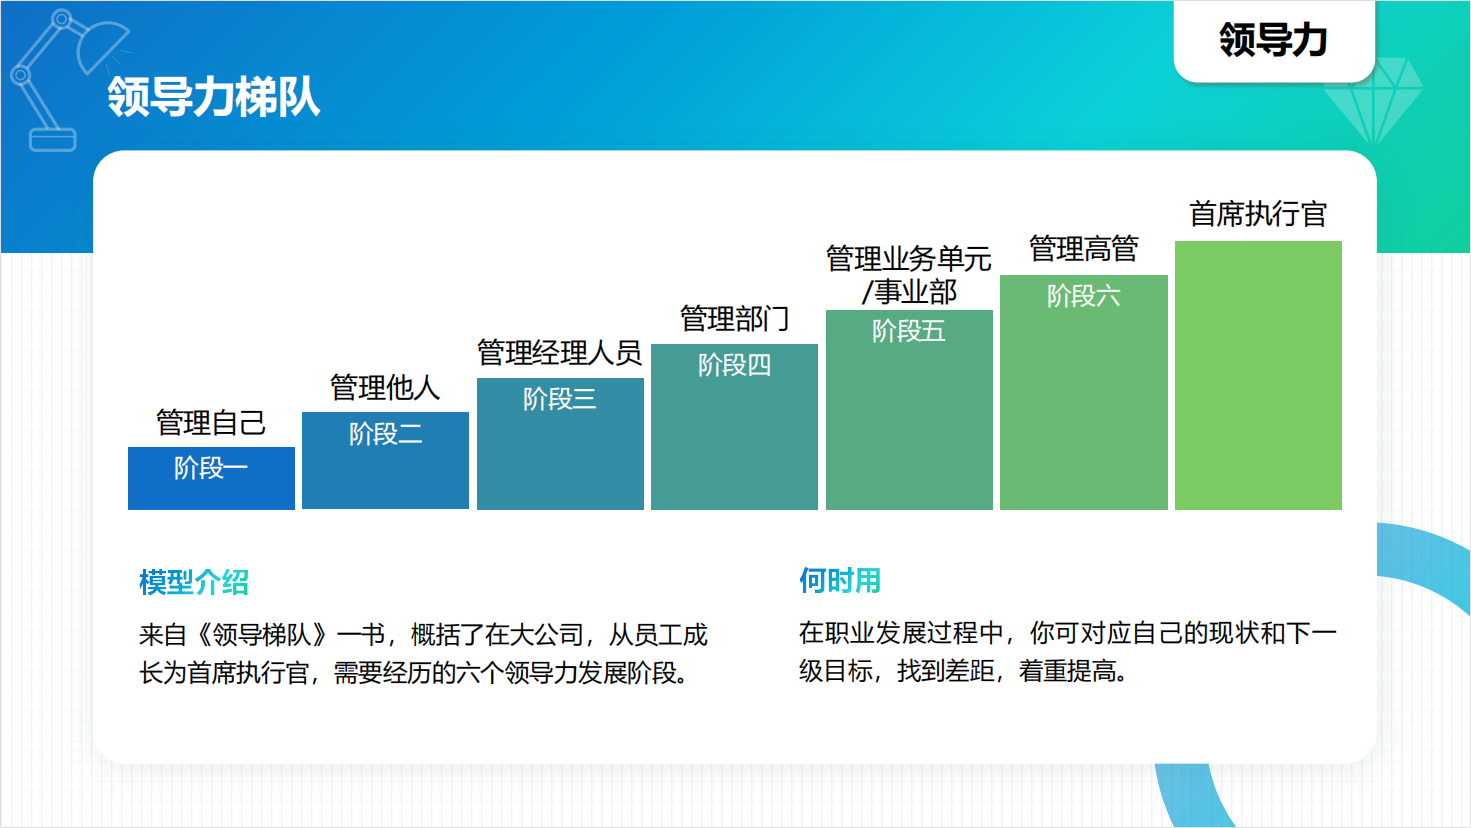 领导力
领导力梯队
首席执行官
管理高管
管理业务单元
/事业部
阶段六
管理部门
阶段五
管理经理人员
阶段四
管理他人
阶段三
管理自己
阶段二
阶段一
模型介绍
来自《领导梯队》一书，概括了在大公司，从员工成
长为首席执行官，需要经历的六个领导力发展阶段。
何时用
在职业发展过程中，你可对应自己的现状和下一
级目标，找到差距，着重提高。